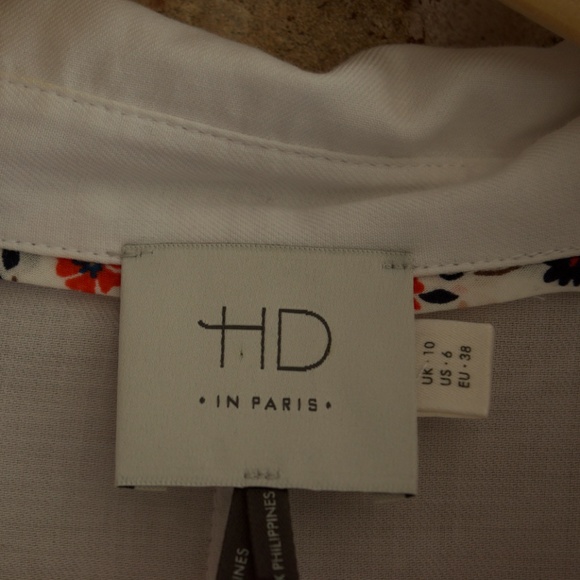 HD
• IN PARIS •
UK • 10
US • 6
EU • 38
PHILIPPINES